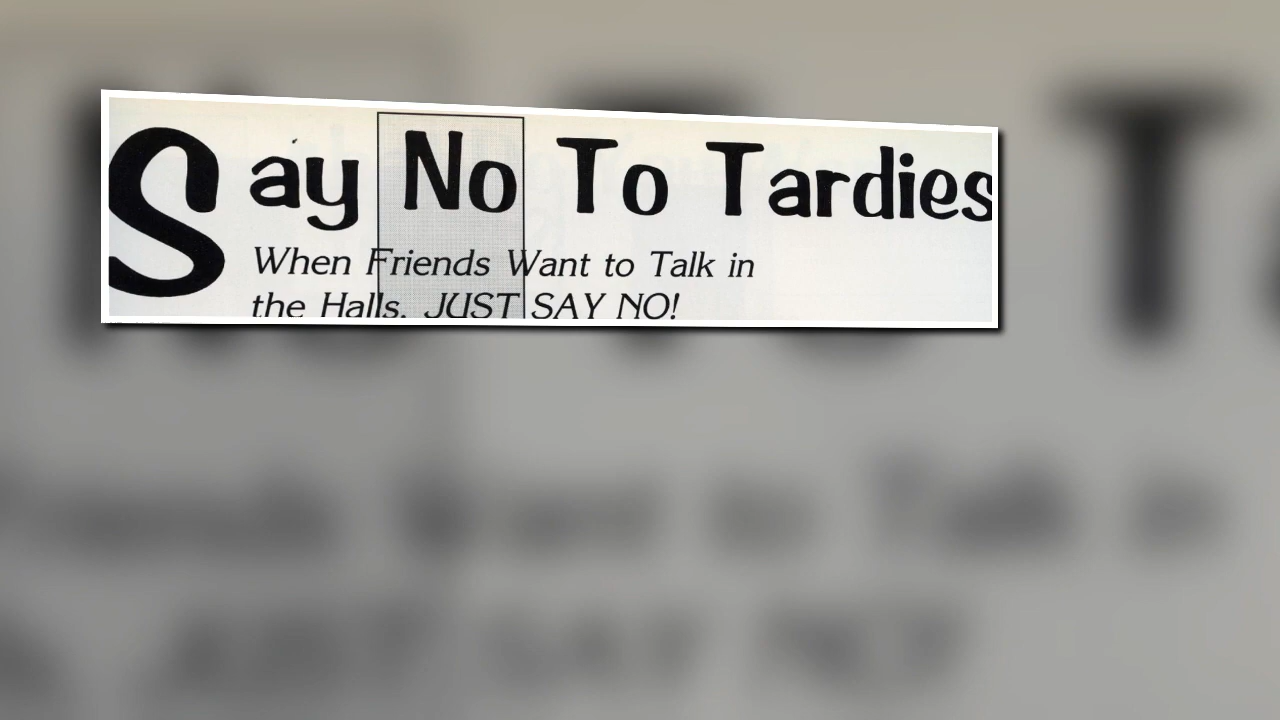 Say No To Tardies
When Friends Want to Talk in
the Halls, JUST SAY NO!